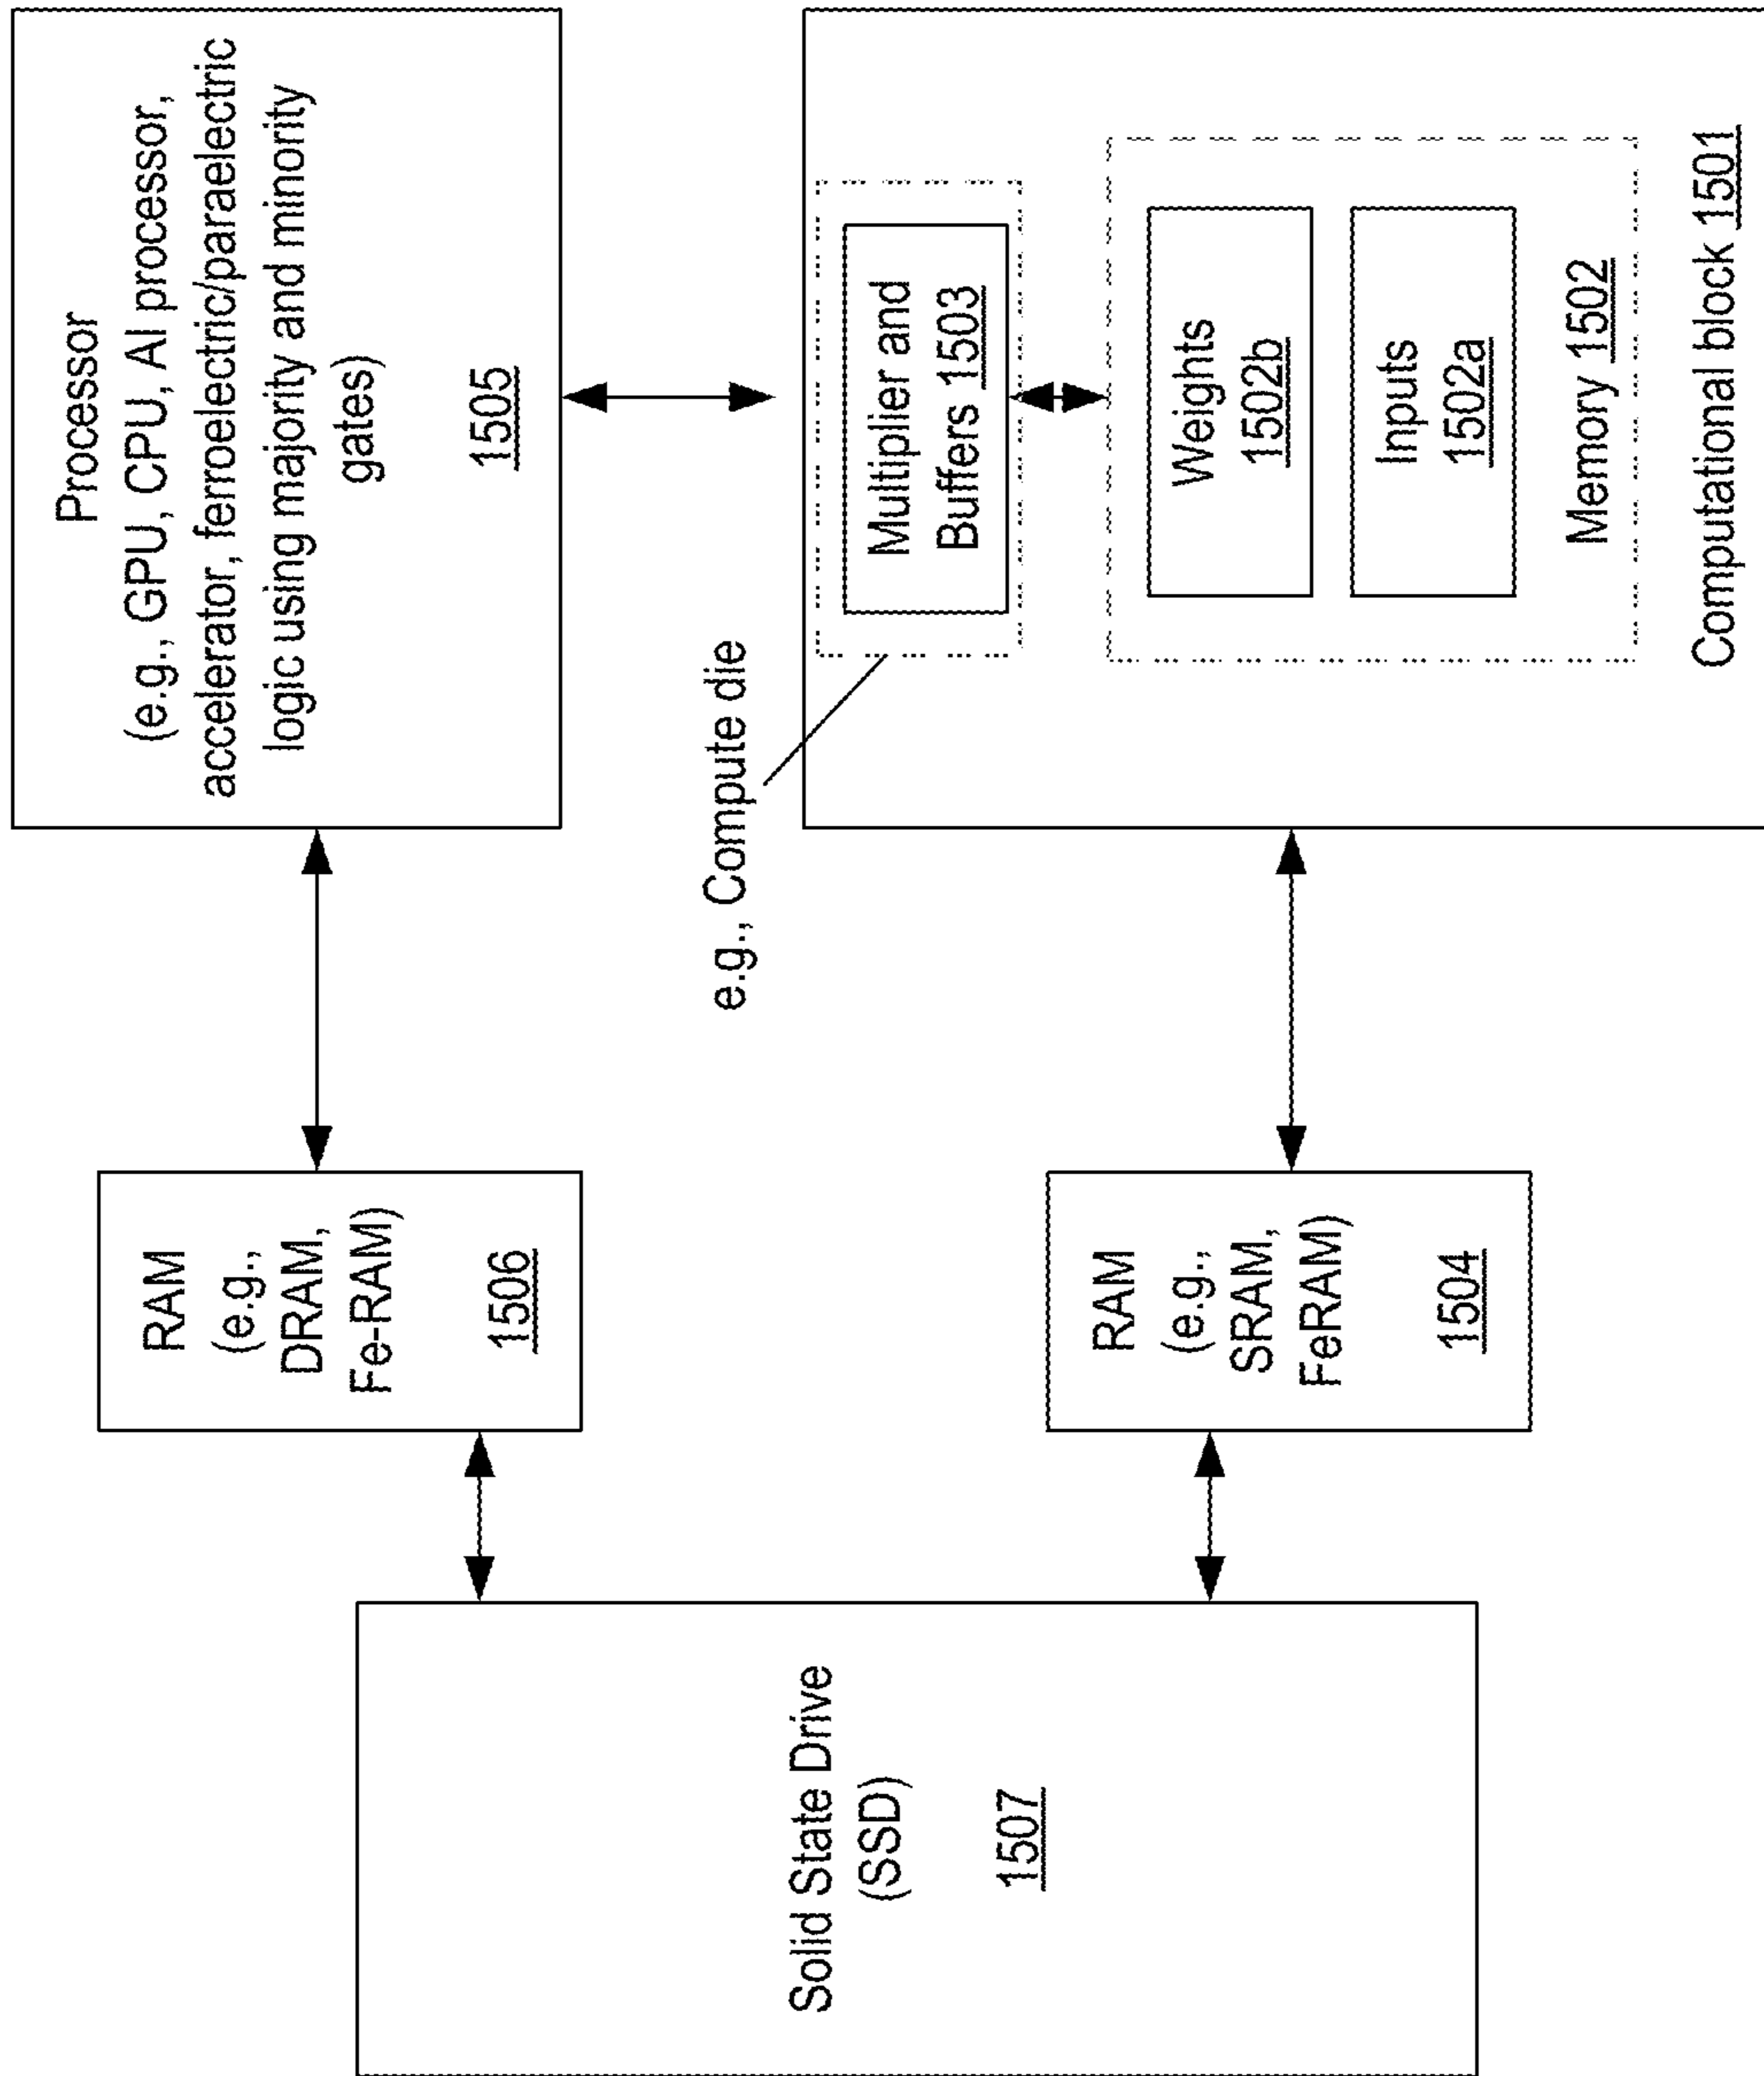 Processor
(e.g., GPU, CPU, AI processor,
accelerator, ferroelectric/paraelectric
logic using majority and minority
gates)
1505
RAM
(e.g.,
DRAM,
Fe-RAM)
1506
Solid State Drive
(SSD)
1507
RAM
(e.g.,
SRAM,
FeRAM)
1504
e.g., Compute die
Multiplier and
Buffers 1503
Weights
1502b
Inputs
1502a
Memory 1502
Computational block 1501